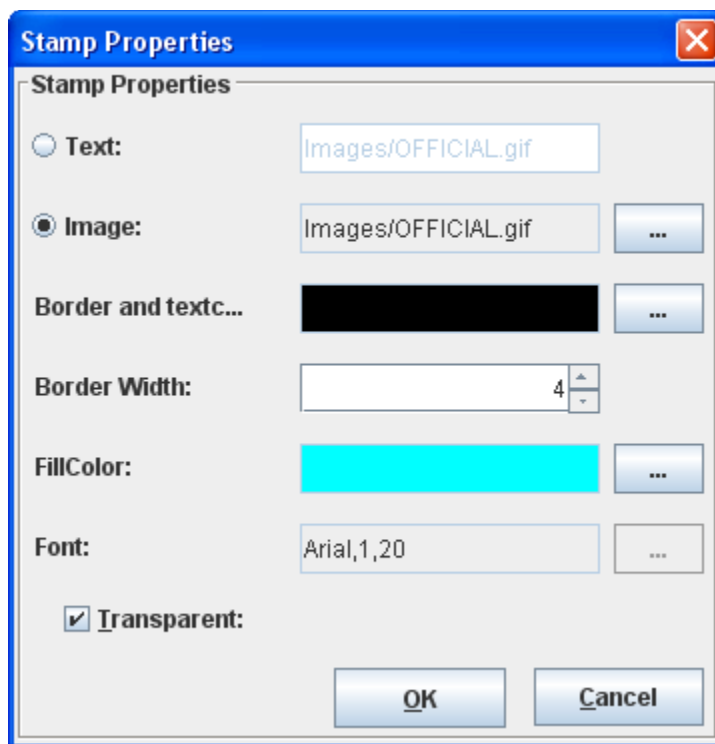 Stamp Properties
Stamp Properties
Text: Images/OFFICIAL.gif
Image: Images/OFFICIAL.gif ...
Border and textc... ...
Border Width: 4
FillColor: ...
Font: Arial,1,20 ...
Transparent:
OK Cancel